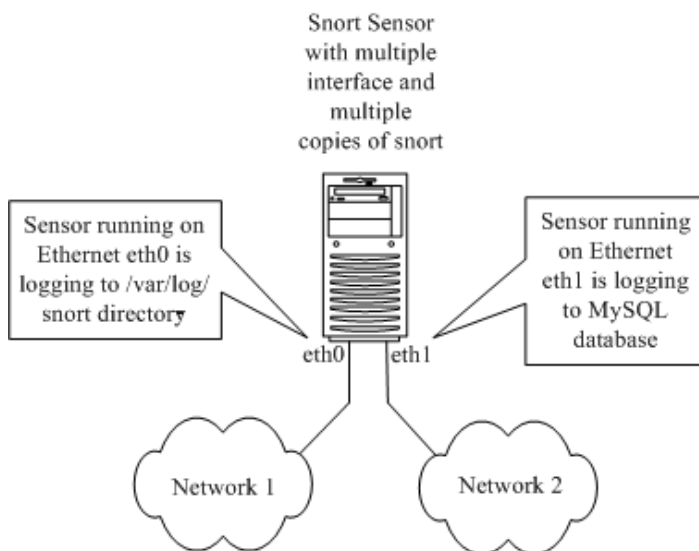 Snort Sensor
with multiple
interface and
multiple
copies of snort
Sensor running on
Ethernet eth0 is
logging to /var/log/
snort directory
Sensor running
on Ethernet
eth1 is logging
to MySQL
database
eth0
eth1
Network 1
Network 2